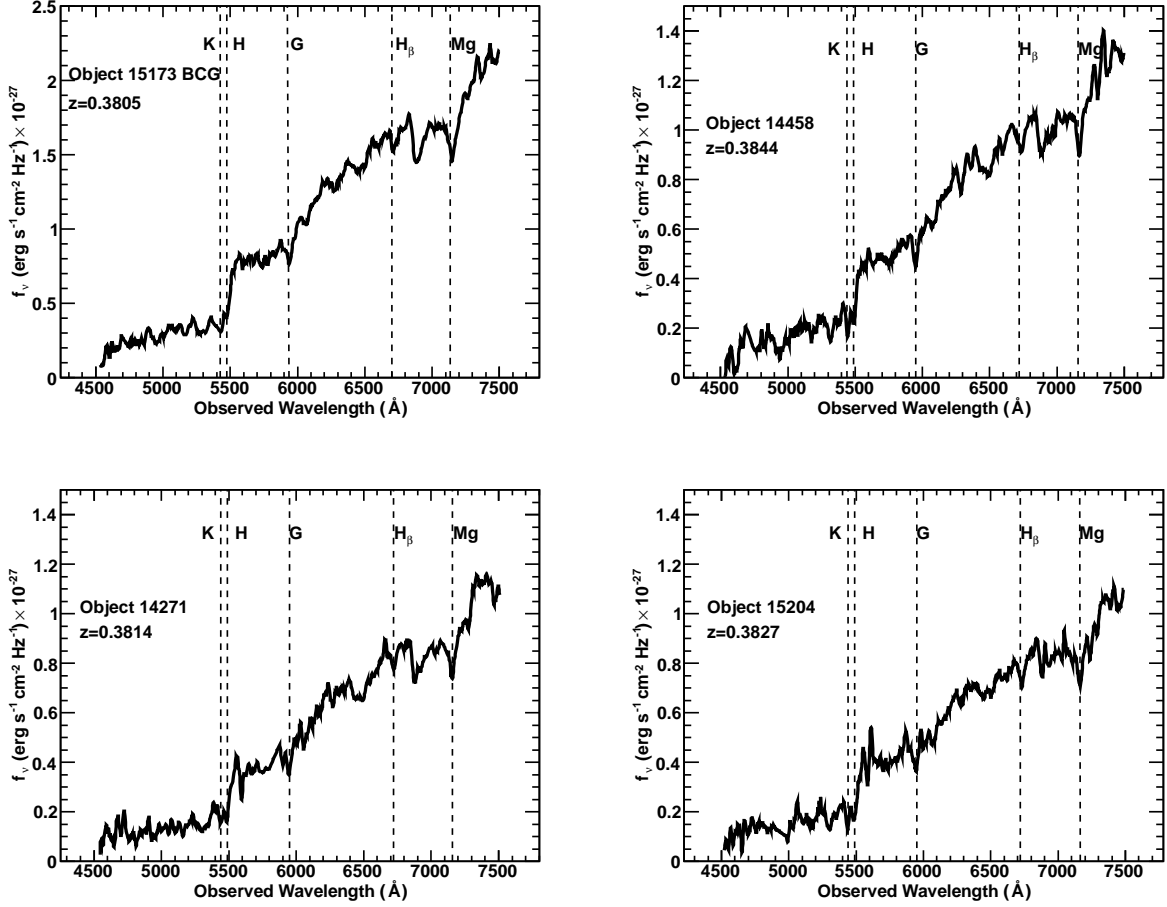 2.5
2
1.5
1
0.5
0
K H G Hβ Mg
Object 15173 BCG
z=0.3805
fν (erg s-1 cm-2 Hz-1) × 10-27
4500 5000 5500 6000 6500 7000 7500
Observed Wavelength (Å)
1.4
1.2
1
0.8
0.6
0.4
0.2
0
K H G Hβ Mg
Object 14458
z=0.3844
fν (erg s-1 cm-2 Hz-1) × 10-27
4500 5000 5500 6000 6500 7000 7500
Observed Wavelength (Å)
1.4
1.2
1
0.8
0.6
0.4
0.2
0
K H G Hβ Mg
Object 14271
z=0.3814
fν (erg s-1 cm-2 Hz-1) × 10-27
4500 5000 5500 6000 6500 7000 7500
Observed Wavelength (Å)
1.4
1.2
1
0.8
0.6
0.4
0.2
0
K H G Hβ Mg
Object 15204
z=0.3827
fν (erg s-1 cm-2 Hz-1) × 10-27
4500 5000 5500 6000 6500 7000 7500
Observed Wavelength (Å)